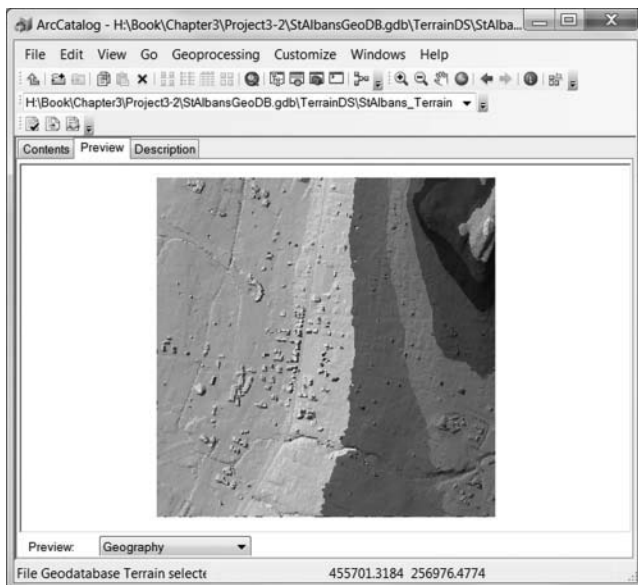 ArcCatalog - H:\Book\Chapter3\Project3-2\StAlbansGeoDB.gdb\TerrainDS\StAlba...
File Edit View Go Geoprocessing Customize Windows Help
H:\Book\Chapter3\Project3-2\StAlbansGeoDB.gdb\TerrainDS\StAlbans_Terrain
Contents Preview Description
Preview: Geography
File Geodatabase Terrain selecte 455701.3184 256976.4774